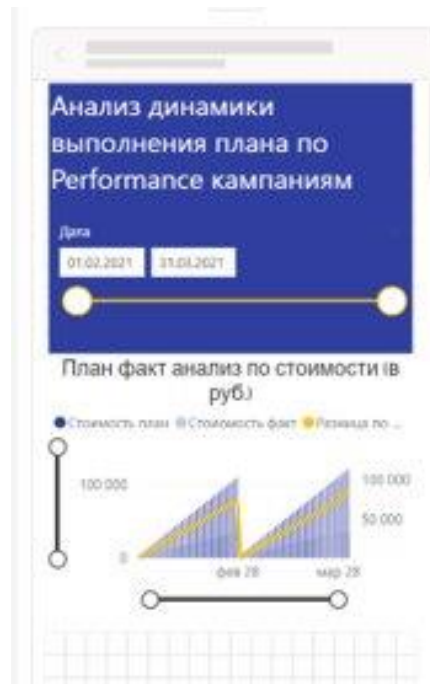 Анализ динамики
выполнения плана по
Performance кампаниям
Дата
01.02.2021 31.03.2021
План факт анализ по стоимости (в
руб.)
Стоимость план Стоимость факт Разница по ...
100 000 100 000
50 000
0
фев 28 мар 28